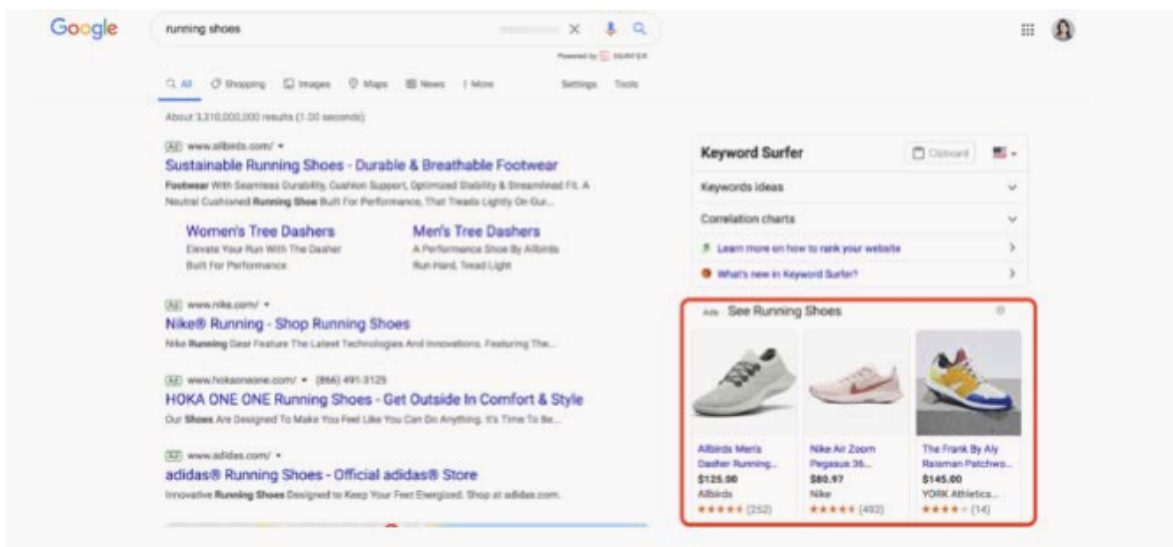 Google
running shoes
Powered by SURFER
All Shopping Images Maps News More Settings Tools
About 3,310,000,000 results (1.00 seconds)
Ad www.allbirds.com/
Sustainable Running Shoes - Durable & Breathable Footwear
Footwear With Seamless Durability, Cushion Support, Optimized Stability & Streamlined Fit. A
Neutral Cushioned Running Shoe Built For Performance, That Treads Lightly On Our...
Women's Tree Dashers
Elevate Your Run With The Dasher
Built For Performance
Men's Tree Dashers
A Performance Shoe By Allbirds
Run Hard, Tread Light
Ad www.nike.com/
Nike® Running - Shop Running Shoes
Nike Running Gear Feature The Latest Technologies And Innovations. Featuring The...
Ad www.hokaoneone.com/ (866) 491-3125
HOKA ONE ONE Running Shoes - Get Outside In Comfort & Style
Our Shoes Are Designed To Make You Feel Like You Can Do Anything. It's Time To Be...
Ad www.adidas.com/
adidas® Running Shoes - Official adidas® Store
Innovative Running Shoes Designed to Keep Your Feet Energized. Shop at adidas.com.
Keyword Surfer Clipboard
Keywords ideas
Correlation charts
Learn more on how to rank your website
What's new in Keyword Surfer?
Ads · See Running Shoes
Allbirds Men's
Dasher Running...
$125.00
Allbirds
(252)
Nike Air Zoom
Pegasus 36...
$80.97
Nike
(492)
The Frank By Aly
Raisman Patchwo...
$145.00
YORK Athletics...
(14)